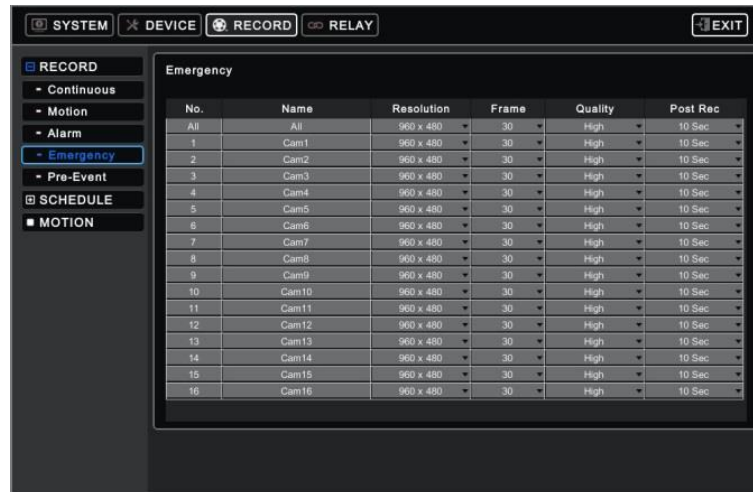 SYSTEM DEVICE RECORD RELAY EXIT
RECORD
- Continuous
- Motion
- Alarm
- Emergency
- Pre-Event
SCHEDULE
MOTION
Emergency
No. Name Resolution Frame Quality Post Rec
All All 960 x 480 30 High 10 Sec
1 Cam1 960 x 480 30 High 10 Sec
2 Cam2 960 x 480 30 High 10 Sec
3 Cam3 960 x 480 30 High 10 Sec
4 Cam4 960 x 480 30 High 10 Sec
5 Cam5 960 x 480 30 High 10 Sec
6 Cam6 960 x 480 30 High 10 Sec
7 Cam7 960 x 480 30 High 10 Sec
8 Cam8 960 x 480 30 High 10 Sec
9 Cam9 960 x 480 30 High 10 Sec
10 Cam10 960 x 480 30 High 10 Sec
11 Cam11 960 x 480 30 High 10 Sec
12 Cam12 960 x 480 30 High 10 Sec
13 Cam13 960 x 480 30 High 10 Sec
14 Cam14 960 x 480 30 High 10 Sec
15 Cam15 960 x 480 30 High 10 Sec
16 Cam16 960 x 480 30 High 10 Sec